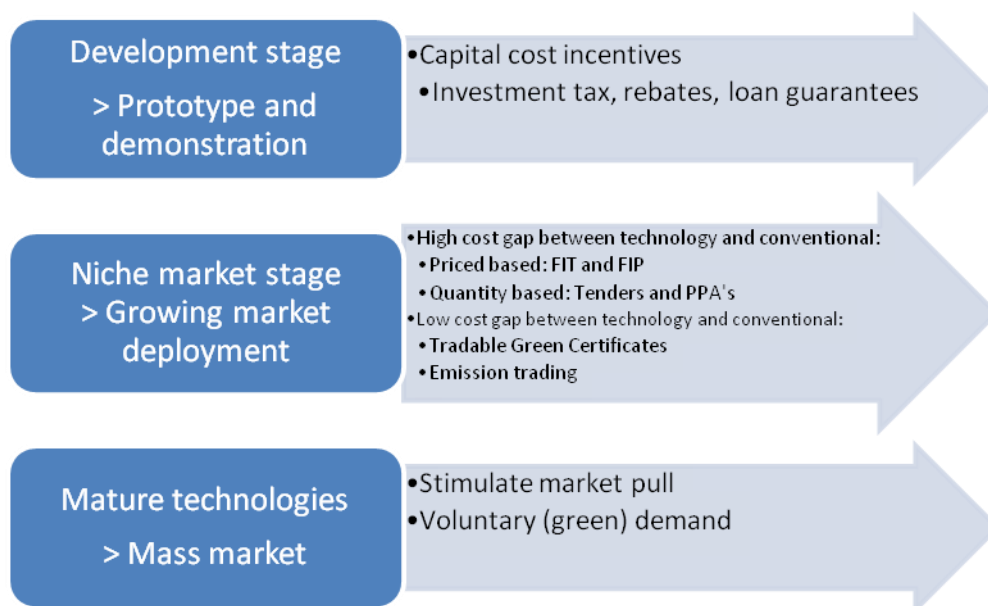 Development stage
> Prototype and
demonstration
•Capital cost incentives
•Investment tax, rebates, loan guarantees
Niche market stage
> Growing market
deployment
•High cost gap between technology and conventional:
•Priced based: FIT and FIP
•Quantity based: Tenders and PPA's
•Low cost gap between technology and conventional:
•Tradable Green Certificates
•Emission trading
Mature technologies
> Mass market
•Stimulate market pull
•Voluntary (green) demand